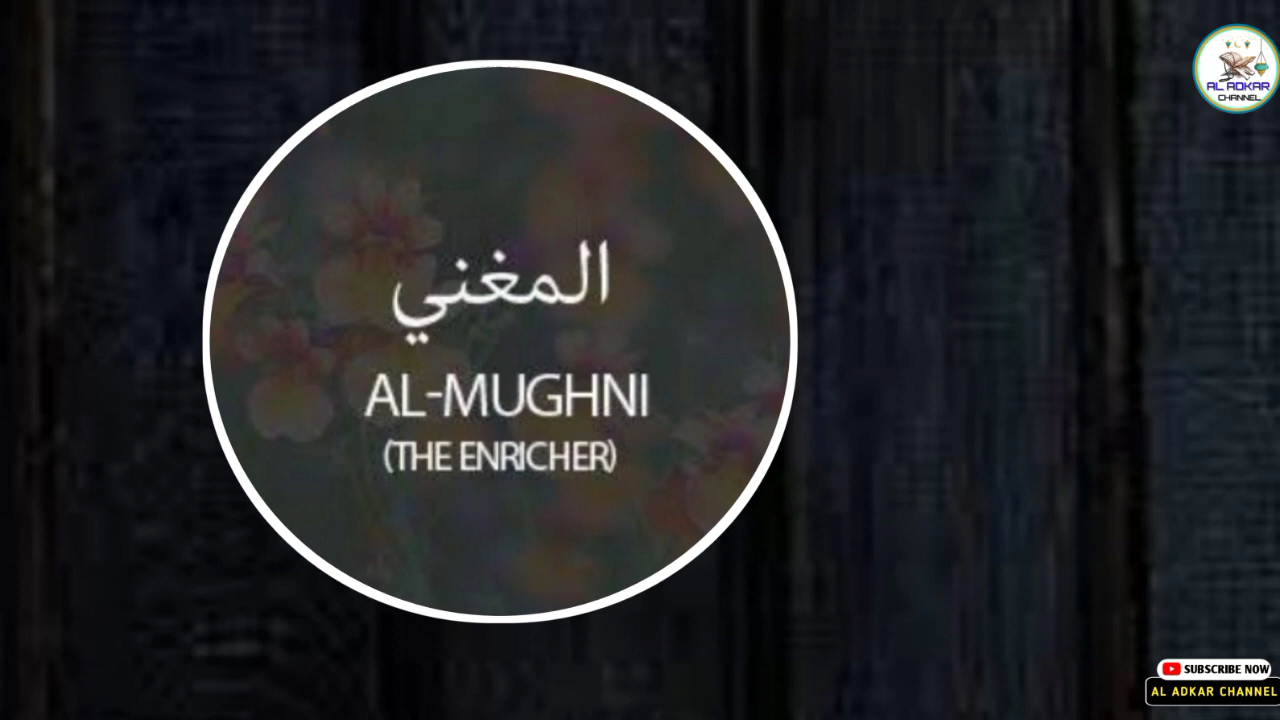 AL ADKAR
CHANNEL
المغني
AL-MUGHNI
(THE ENRICHER)
SUBSCRIBE NOW
AL ADKAR CHANNEL